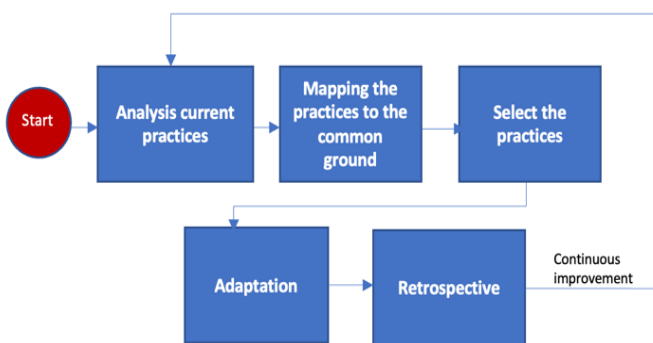 Start
Analysis current
practices
Mapping the
practices to the
common
ground
Select the
practices
Adaptation
Retrospective
Continuous
improvement